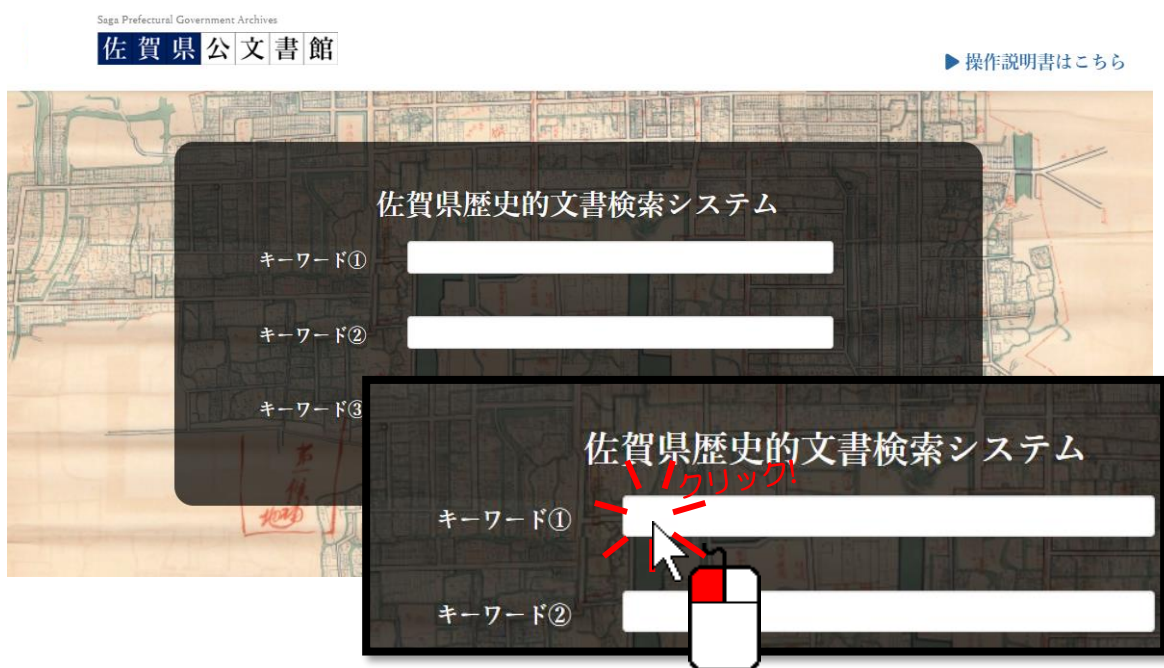 Saga Prefectural Government Archives
佐賀県公文書館
▶操作説明書はこちら
佐賀県歴史的文書検索システム
キーワード①
キーワード②
キーワード③
佐賀県歴史的文書検索システム
クリック!
キーワード①
キーワード②